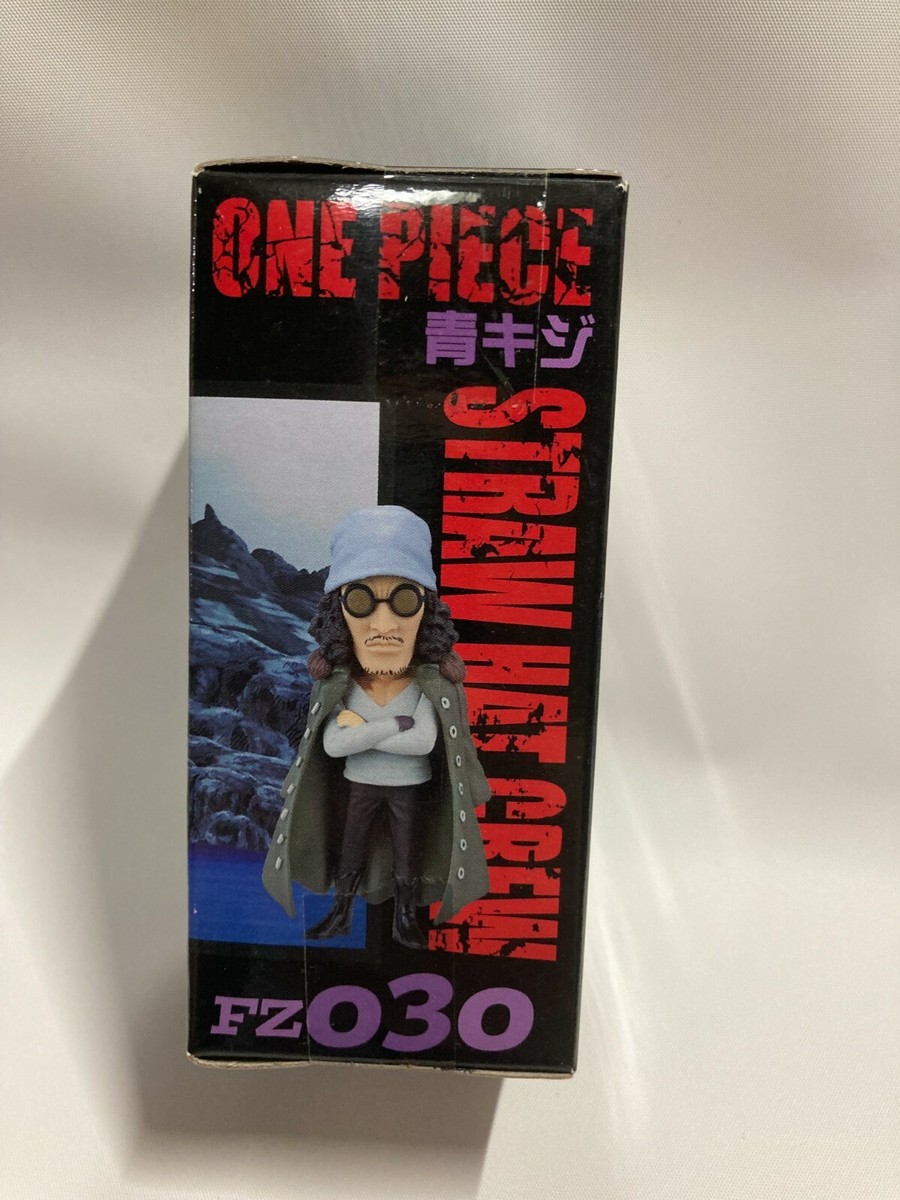 ONE PIECE
青キジ
STRAW HAT CREW
FZ030